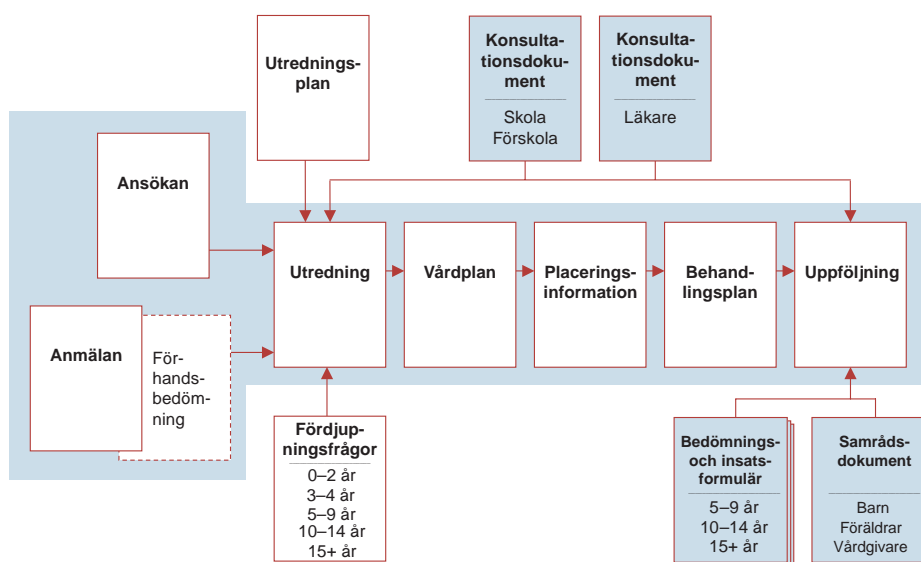 Utrednings-
plan
Konsulta-
tionsdoku-
ment
Skola
Förskola
Konsulta-
tionsdoku-
ment
Läkare
Ansökan
Anmälan
För-
hands-
bedöm-
ning
Utredning
Vårdplan
Placerings-
information
Behand-
lingsplan
Uppföljning
Fördjup-
ningsfrågor
0–2 år
3–4 år
5–9 år
10–14 år
15+ år
Bedömnings-
och insats-
formulär
5–9 år
10–14 år
15+ år
Samråds-
dokument
Barn
Föräldrar
Vårdgivare